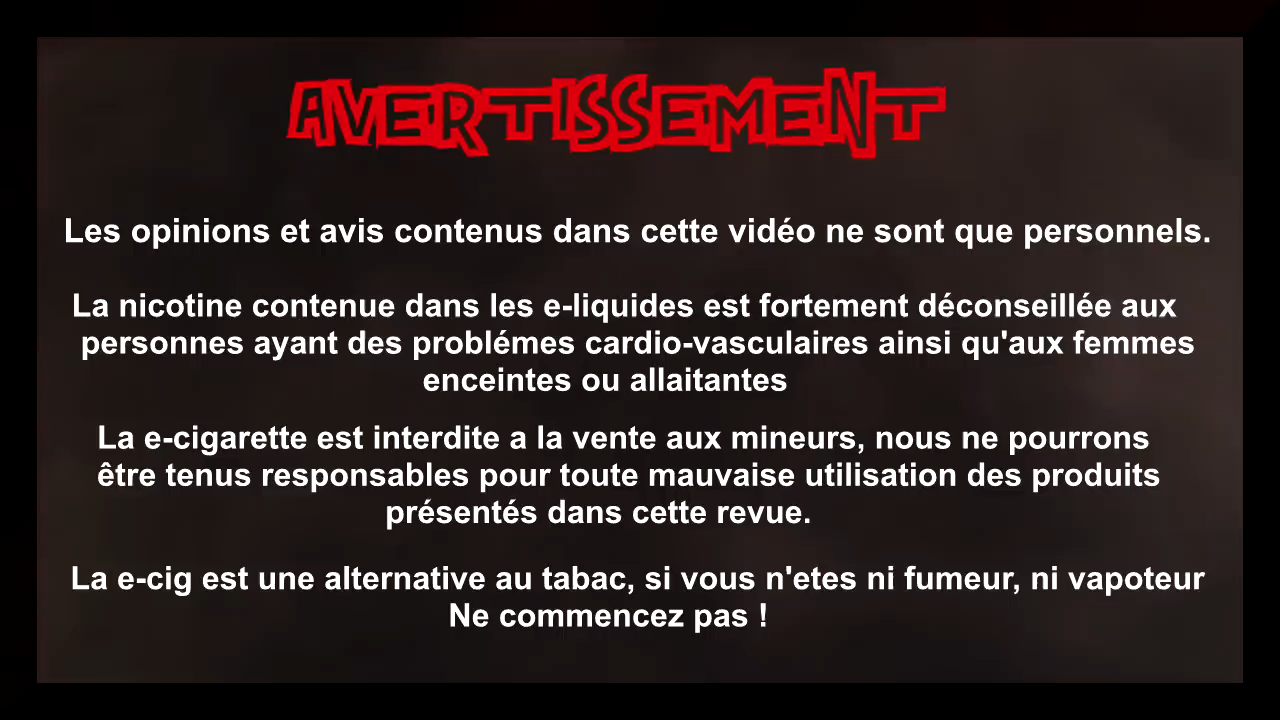 AVERTISSEMENT
Les opinions et avis contenus dans cette vidéo ne sont que personnels.
La nicotine contenue dans les e-liquides est fortement déconseillée aux
personnes ayant des problémes cardio-vasculaires ainsi qu'aux femmes
enceintes ou allaitantes
La e-cigarette est interdite a la vente aux mineurs, nous ne pourrons
être tenus responsables pour toute mauvaise utilisation des produits
présentés dans cette revue.
La e-cig est une alternative au tabac, si vous n'etes ni fumeur, ni vapoteur
Ne commencez pas !